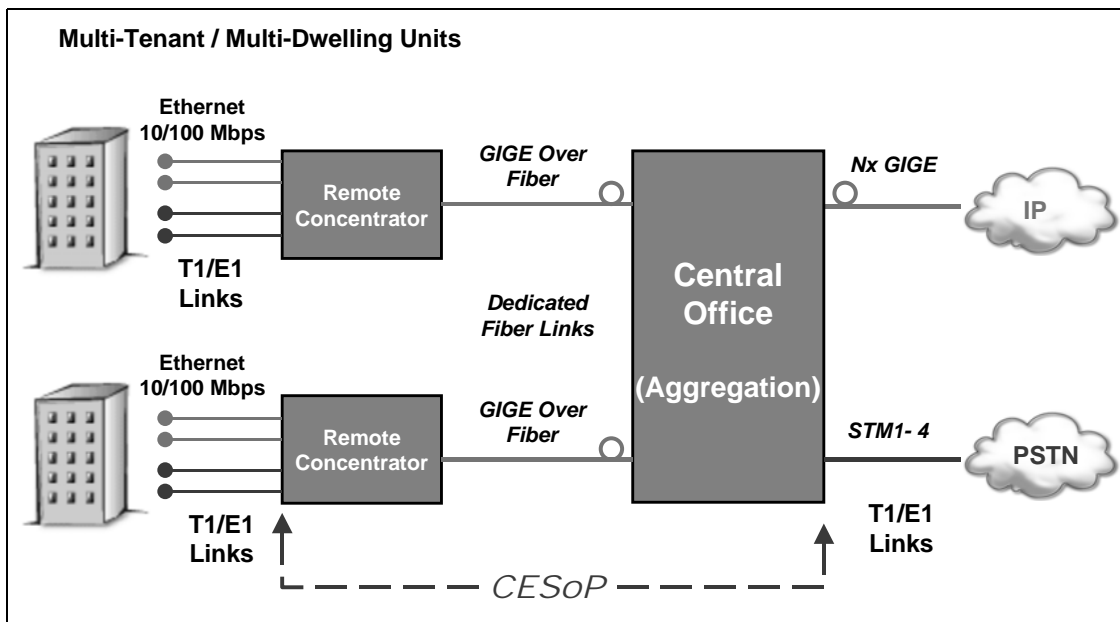 Multi-Tenant / Multi-Dwelling Units
Ethernet
10/100 Mbps
Remote
Concentrator
T1/E1
Links
GIGE Over
Fiber
Dedicated
Fiber Links
Central
Office
(Aggregation)
Nx GIGE
IP
Ethernet
10/100 Mbps
Remote
Concentrator
T1/E1
Links
GIGE Over
Fiber
STM1- 4
PSTN
T1/E1
Links
CESoP